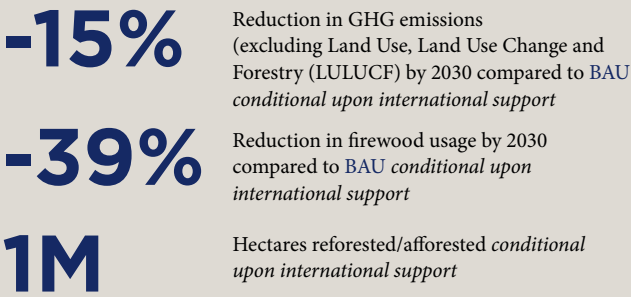 -15%
Reduction in GHG emissions
(excluding Land Use, Land Use Change and
Forestry (LULUCF) by 2030 compared to BAU
conditional upon international support
-39%
Reduction in firewood usage by 2030
compared to BAU conditional upon
international support
1M
Hectares reforested/afforested conditional
upon international support